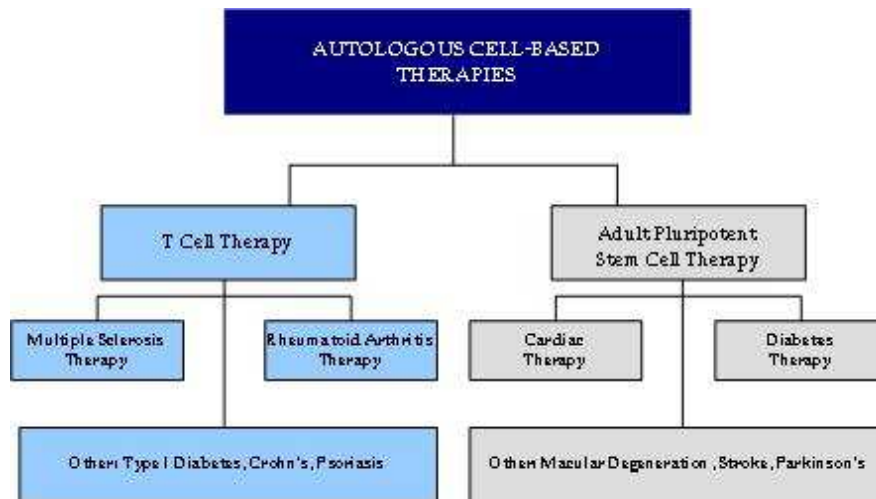 AUTOLOGOUS CELL-BASED
THERAPIES
T Cell Therapy
Adult Pluripotent
Stem Cell Therapy
Multiple Sclerosis
Therapy
Rheumatoid Arthritis
Therapy
Cardiac
Therapy
Diabetes
Therapy
Other: Type I Diabetes, Crohn's, Psoriasis
Other: Macular Degeneration, Stroke, Parkinson's